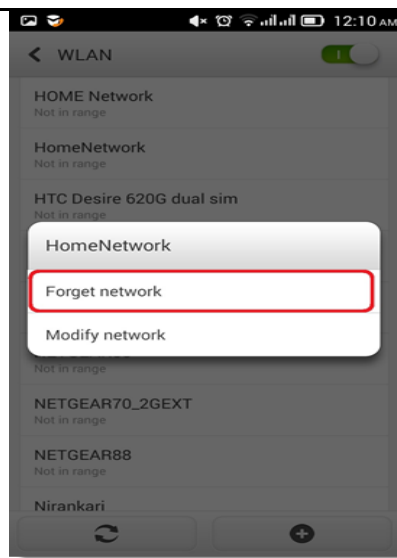 12:10 AM
WLAN
HOME Network
Not in range
HomeNetwork
Not in range
HTC Desire 620G dual sim
Not in range
HomeNetwork
Forget network
Modify network
Not in range
NETGEAR70_2GEXT
Not in range
NETGEAR88
Not in range
Nirankari